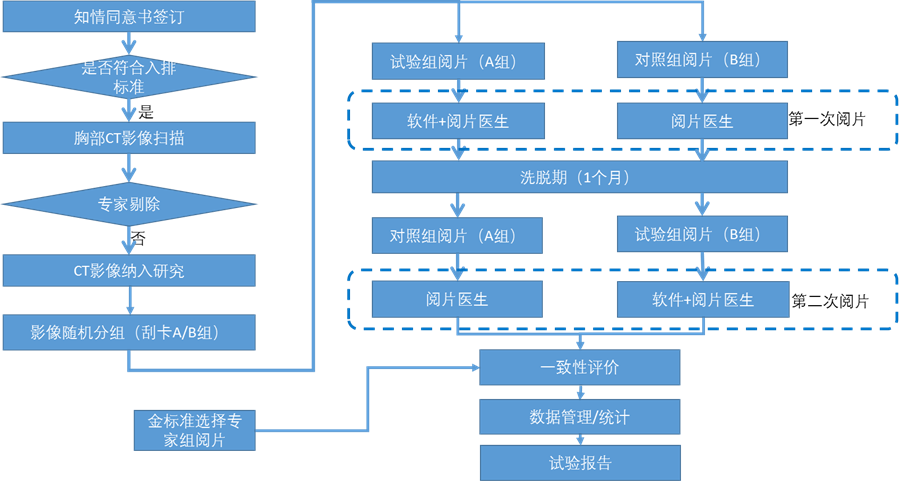 知情同意书签订
是否符合入排
标准
是
胸部CT影像扫描
专家剔除
否
CT影像纳入研究
影像随机分组（刮卡A/B组）
金标准选择专
家组阅片
试验组阅片（A组）
对照组阅片（B组）
软件+阅片医生
阅片医生
第一次阅片
洗脱期（1个月）
对照组阅片（A组）
试验组阅片（B组）
阅片医生
软件+阅片医生
第二次阅片
一致性评价
数据管理/统计
试验报告